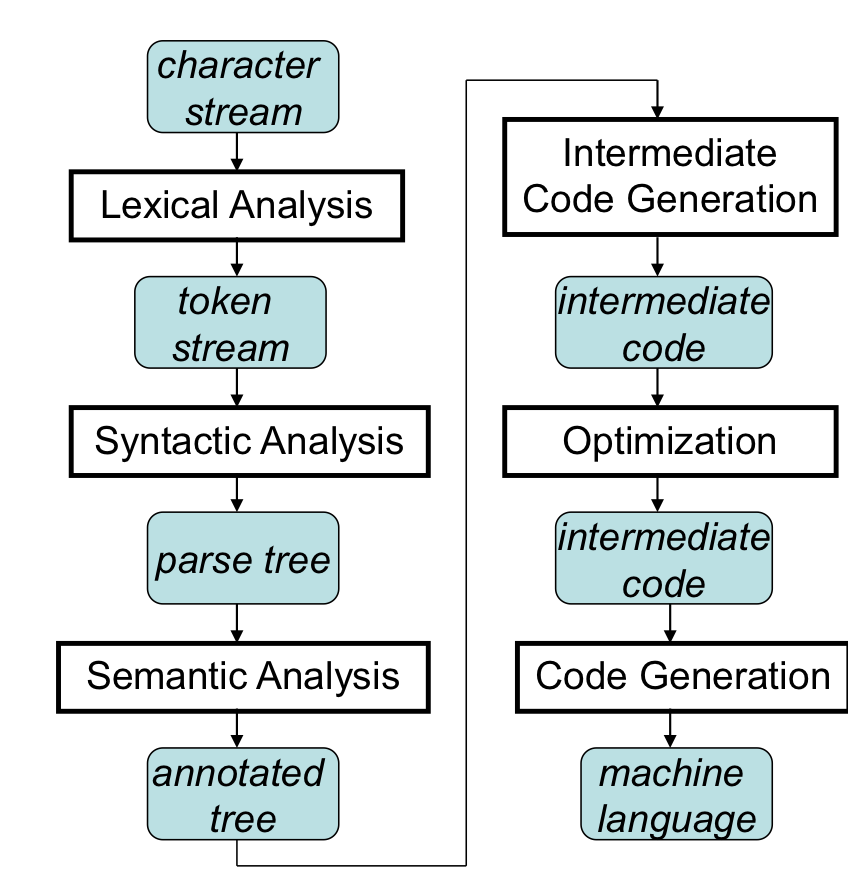 character
stream
Lexical Analysis
token
stream
Syntactic Analysis
parse tree
Semantic Analysis
annotated
tree
Intermediate
Code Generation
intermediate
code
Optimization
intermediate
code
Code Generation
machine
language